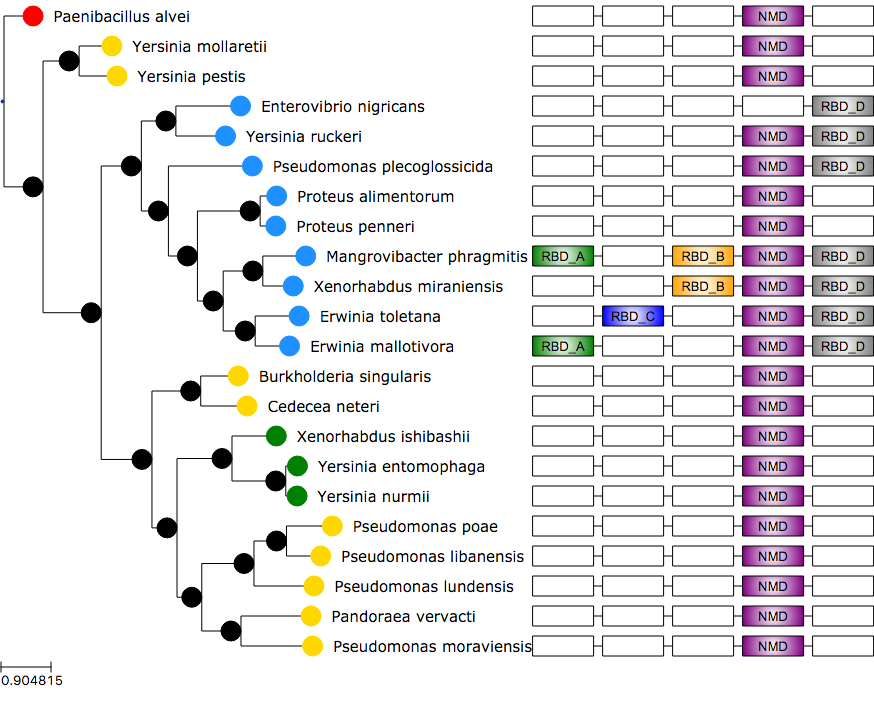 Paenibacillus alvei NMD
Yersinia mollaretii NMD
Yersinia pestis NMD
Enterovibrio nigricans RBD_D
Yersinia ruckeri NMD RBD_D
Pseudomonas plecoglossicida NMD RBD_D
Proteus alimentorum NMD
Proteus penneri NMD
Mangrovibacter phragmitis RBD_A RBD_B NMD RBD_D
Xenorhabdus miraniensis RBD_B NMD RBD_D
Erwinia toletana RBD_C NMD RBD_D
Erwinia mallotivora RBD_A NMD RBD_D
Burkholderia singularis NMD
Cedecea neteri NMD
Xenorhabdus ishibashii NMD
Yersinia entomophaga NMD
Yersinia nurmii NMD
Pseudomonas poae NMD
Pseudomonas libanensis NMD
Pseudomonas lundensis NMD
Pandoraea vervacti NMD
Pseudomonas moraviensis NMD
0.904815